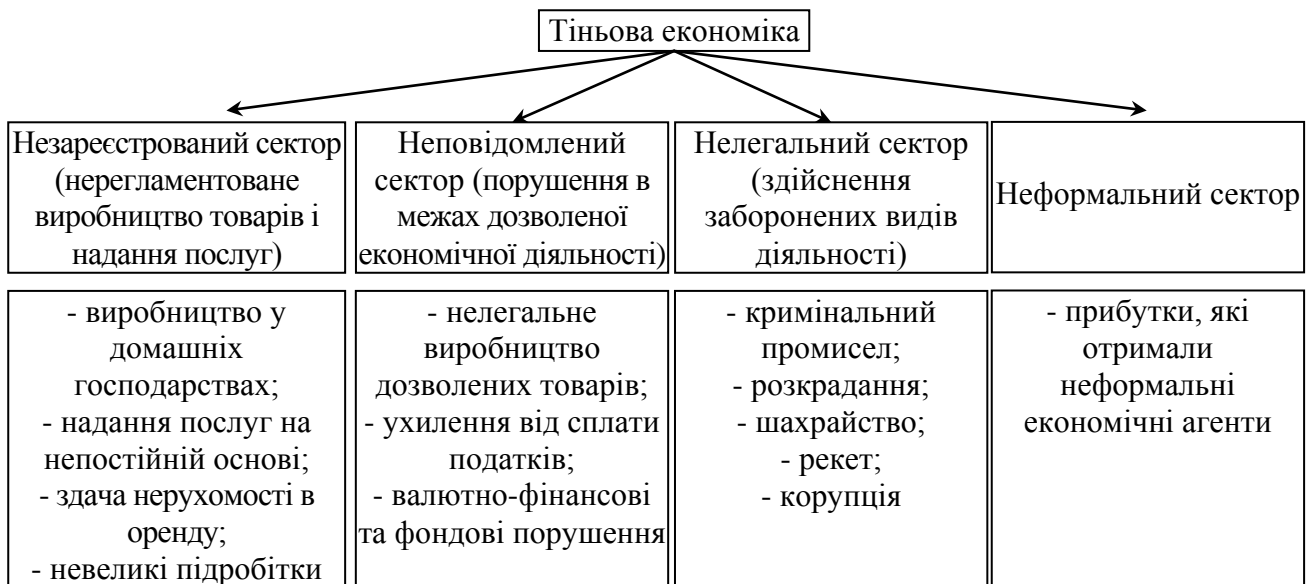 Тіньова економіка
Незареєстрований сектор
(нерегламентоване
виробництво товарів і
надання послуг)
Неповідомлений
сектор (порушення в
межах дозволеної
економічної діяльності)
Нелегальний сектор
(здійснення
заборонених видів
діяльності)
Неформальний сектор
- виробництво у
домашніх
господарствах;
- надання послуг на
непостійній основі;
- здача нерухомості в
оренду;
- невеликі підробітки
- нелегальне
виробництво
дозволених товарів;
- ухилення від сплати
податків;
- валютно-фінансові
та фондові порушення
- кримінальний
промисел;
- розкрадання;
- шахрайство;
- рекет;
- корупція
- прибутки, які
отримали
неформальні
економічні агенти